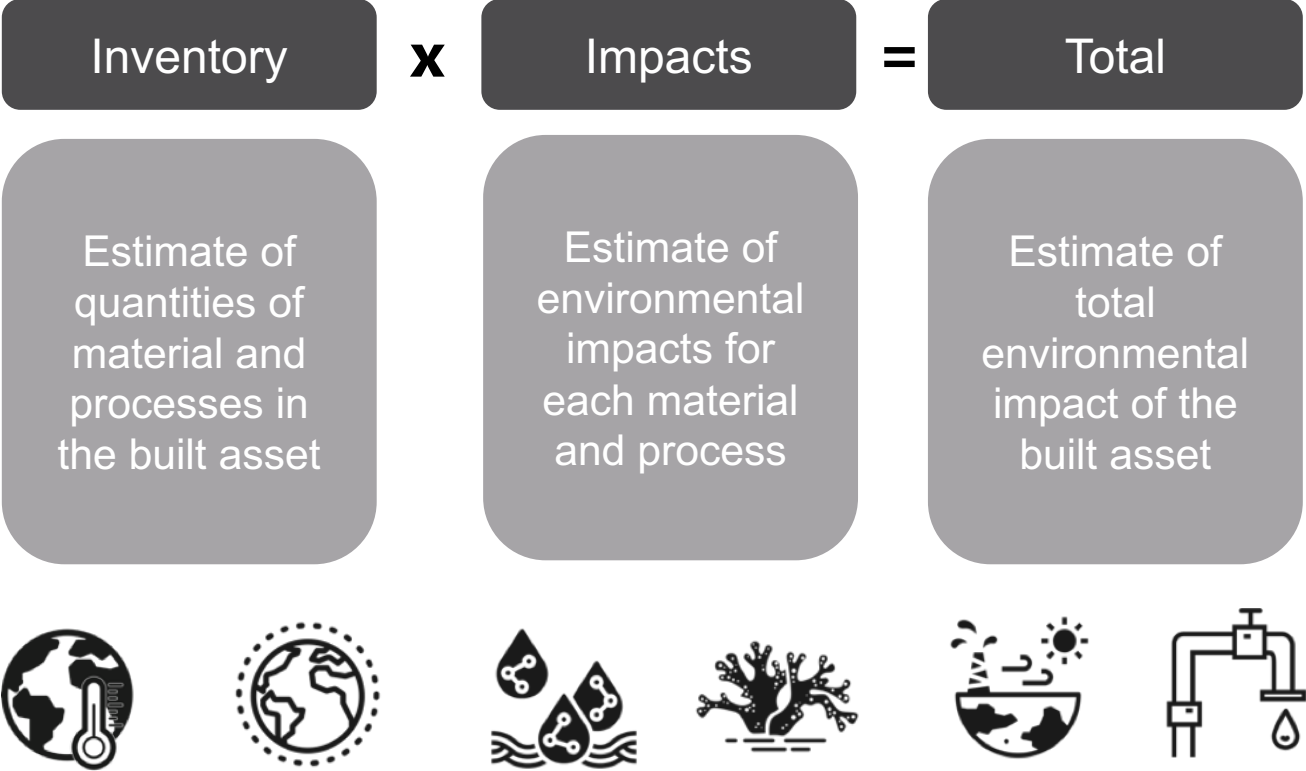 Inventory x Impacts = Total
Estimate of
quantities of
material and
processes in
the built asset
Estimate of
environmental
impacts for
each material
and process
Estimate of
total
environmental
impact of the
built asset